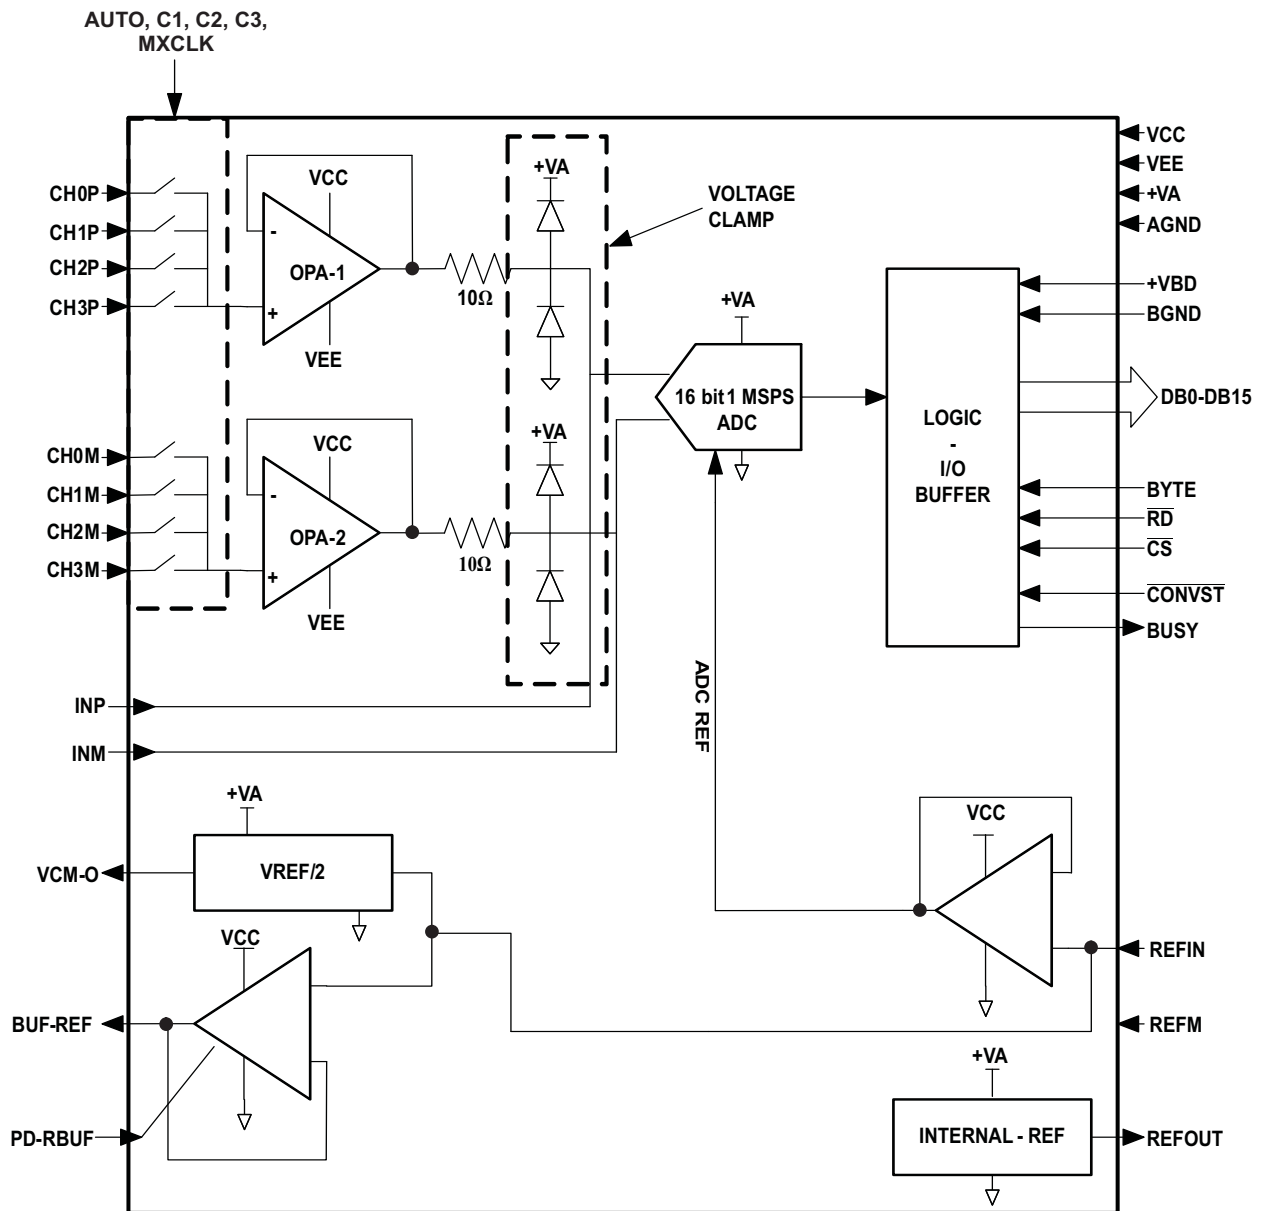 AUTO, C1, C2, C3,
MXCLK
CH0P
CH1P
CH2P
CH3P
VCC
-
OPA-1
+
VEE
10Ω
+VA
VOLTAGE
CLAMP
VCC
VEE
+VA
AGND
+VBD
BGND
DB0-DB15
BYTE
RD
CS
CONVST
BUSY
LOGIC
-
I/O
BUFFER
+VA
16 bit 1 MSPS
ADC
CH0M
CH1M
CH2M
CH3M
VCC
-
OPA-2
+
VEE
10Ω
+VA
INP
INM
ADC REF
+VA
VREF/2
VCM-O
VCC
BUF-REF
PD-RBUF
VCC
REFIN
REFM
+VA
INTERNAL - REF
REFOUT